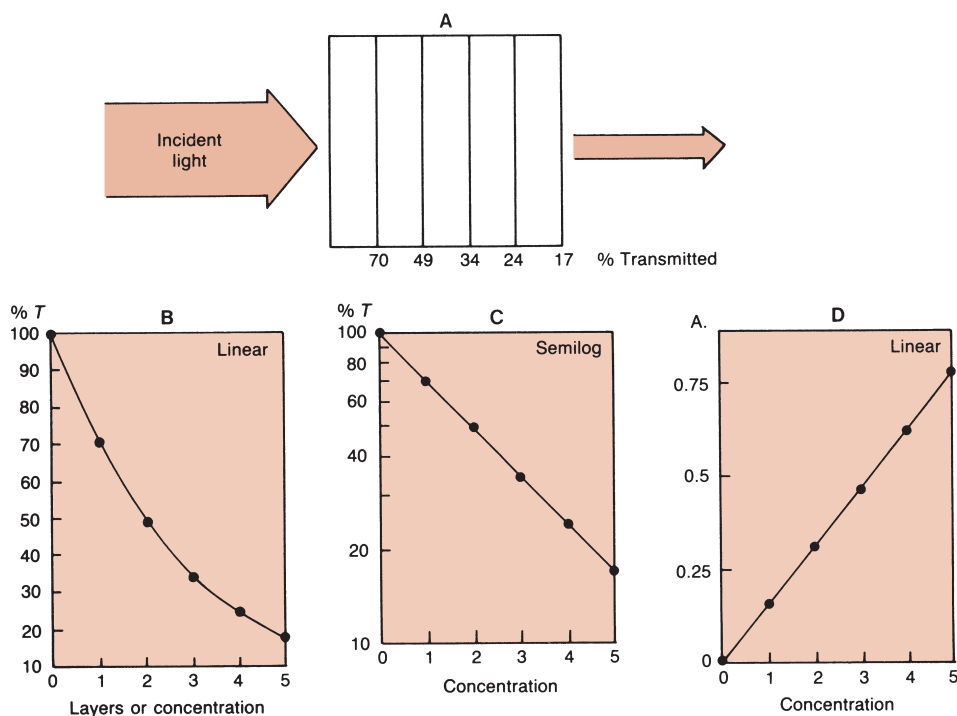 A
Incident
light
70 49 34 24 17 % Transmitted
% T
B
Linear
100
90
80
70
60
50
40
30
20
10
0 1 2 3 4 5
Layers or concentration
% T
C
Semilog
100
80
60
40
20
10
0 1 2 3 4 5
Concentration
A.
D
Linear
0.75
0.5
0.25
0
0 1 2 3 4 5
Concentration